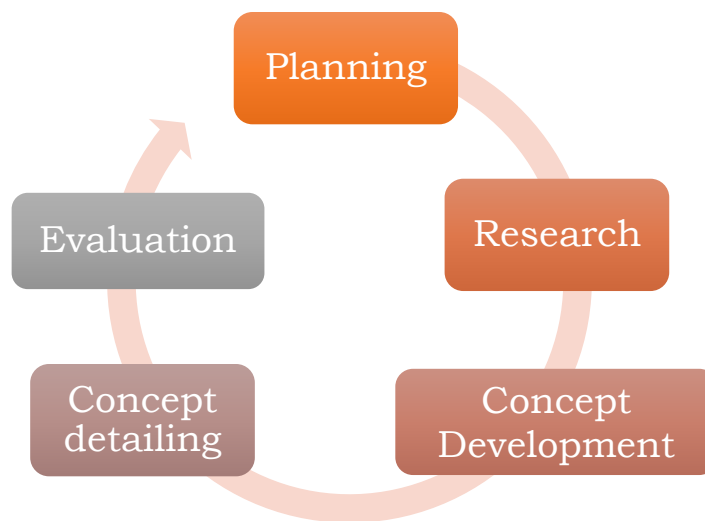 Planning
Research
Concept
Development
Concept
detailing
Evaluation